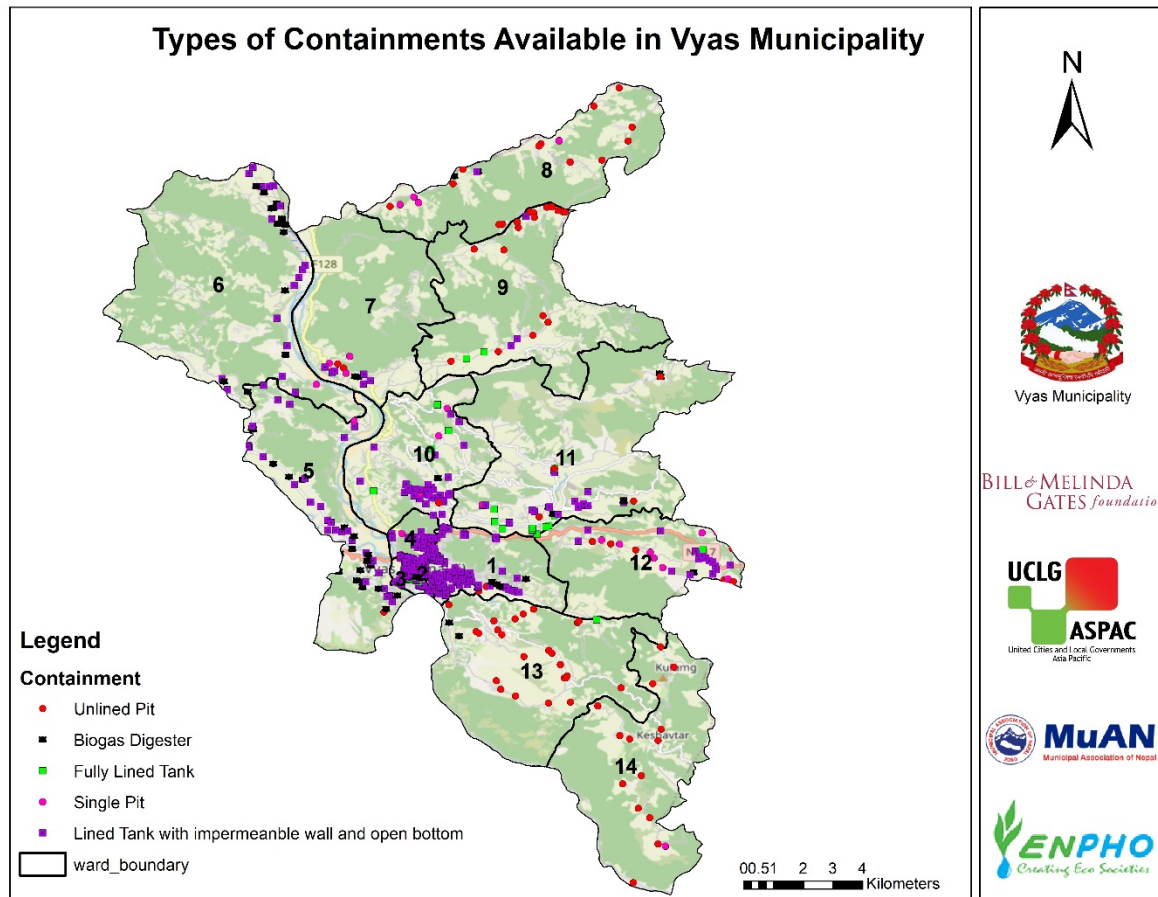 Types of Containments Available in Vyas Municipality
N
8
F128
6
7
9
10
11
5
4
12
1
2
3
13
Keshavtar
14
Legend
Containment
Unlined Pit
Biogas Digester
Fully Lined Tank
Single Pit
Lined Tank with impermeanble wall and open bottom
ward_boundary
00.51 2 3 4
Kilometers
Vyas Municipality
BILL & MELINDA
GATES foundatio
UCLG
ASPAC
United Cities and Local Governments
Asia Pacific
MuAN
Municipal Association of Nepal
ENPHO
Creating Eco Societies